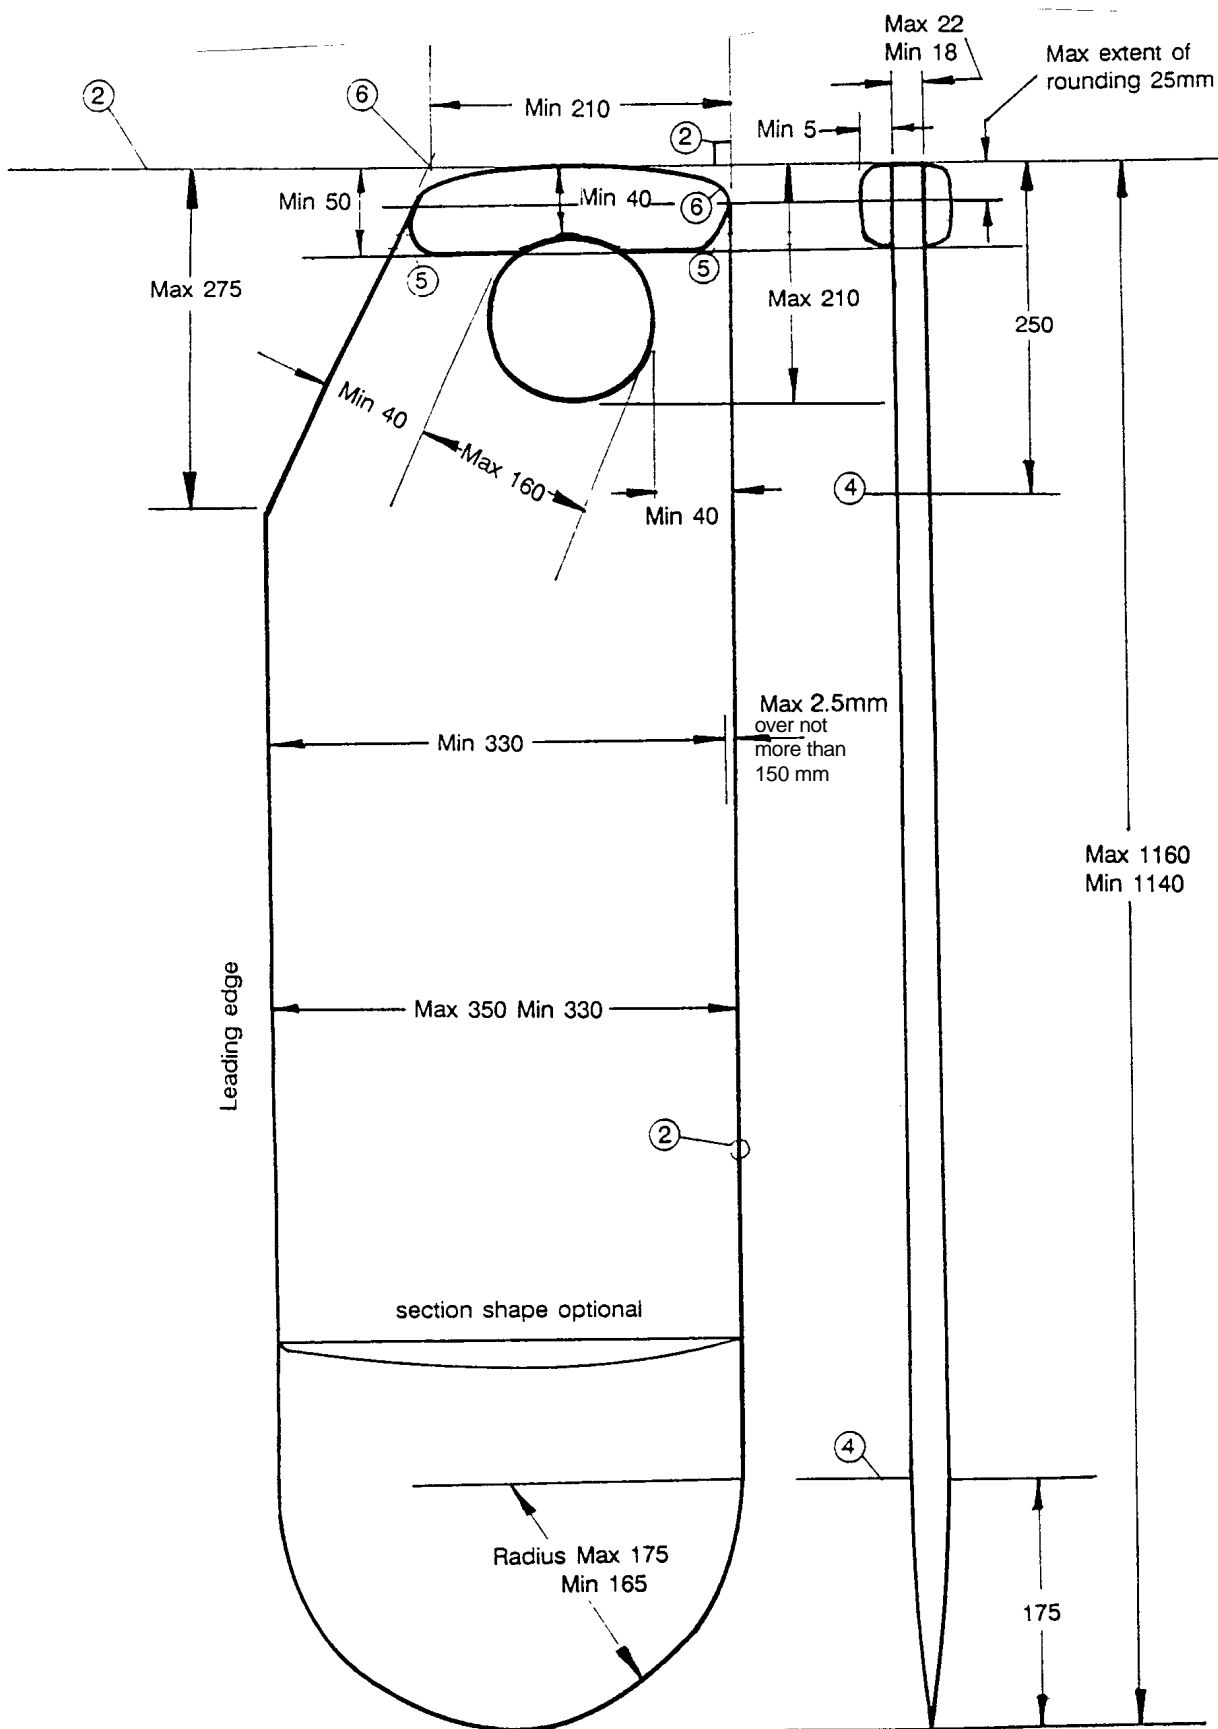 Max 22
Min 18
Max extent of
rounding 25mm
2
6
Min 210
2
Min 5
Min 50
Min 40
6
5
5
Max 275
Max 210
250
Min 40
Max 160
Min 40
4
Max 2.5mm
over not
more than
150 mm
Min 330
Max 1160
Min 1140
Leading edge
Max 350 Min 330
2
section shape optional
4
Radius Max 175
Min 165
175